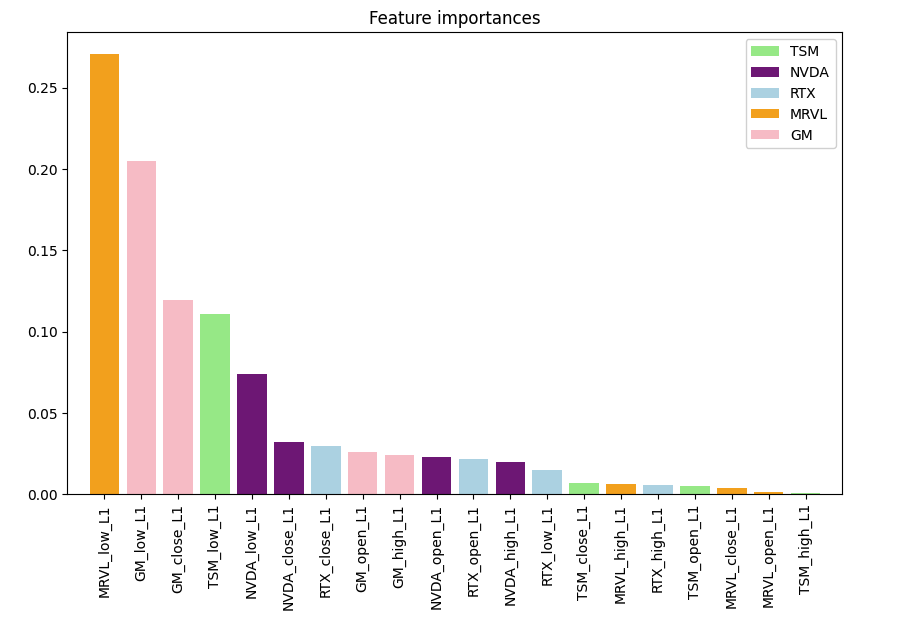 Feature importances
TSM
NVDA
RTX
MRVL
GM
0.25
0.20
0.15
0.10
0.05
0.00
MRVL_low_L1
GM_low_L1
GM_close_L1
TSM_low_L1
NVDA_low_L1
NVDA_close_L1
RTX_close_L1
GM_open_L1
GM_high_L1
NVDA_open_L1
RTX_open_L1
NVDA_high_L1
RTX_low_L1
TSM_close_L1
MRVL_high_L1
RTX_high_L1
TSM_open_L1
MRVL_close_L1
MRVL_open_L1
TSM_high_L1